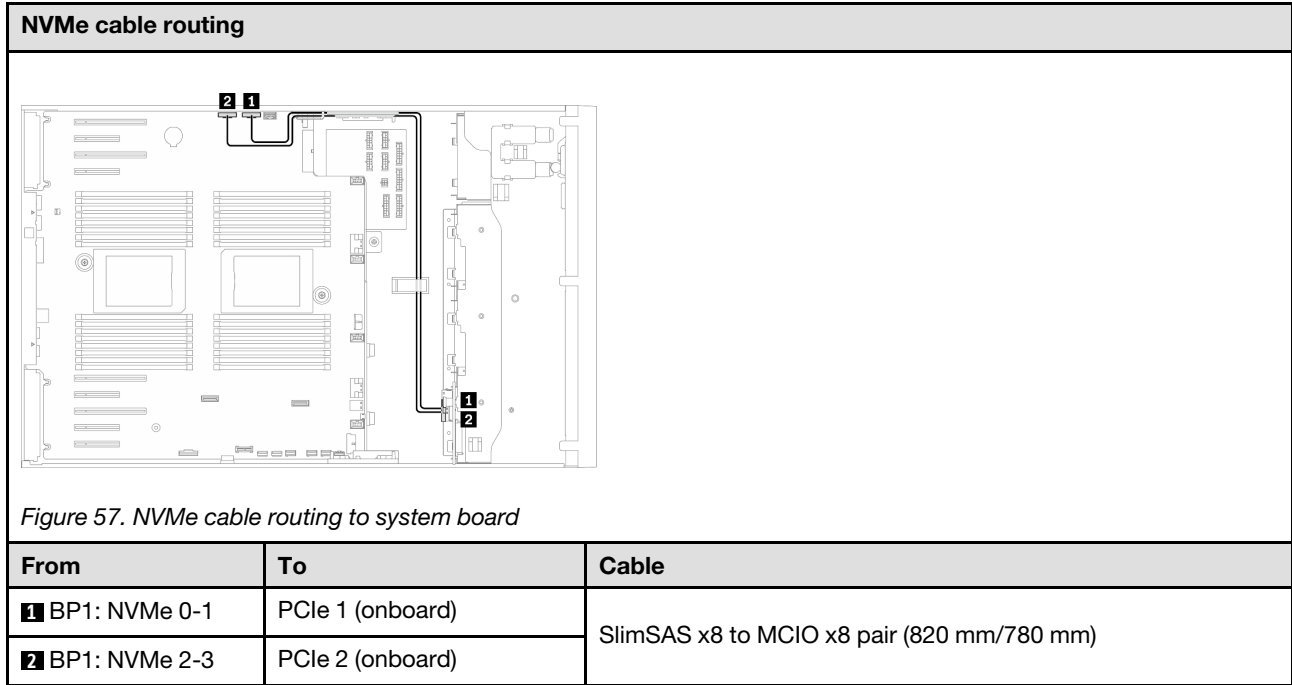 NVMe cable routing
2 1
1
2
Figure 57. NVMe cable routing to system board
From To Cable
1 BP1: NVMe 0-1 PCIe 1 (onboard) SlimSAS x8 to MCIO x8 pair (820 mm/780 mm)
2 BP1: NVMe 2-3 PCIe 2 (onboard)